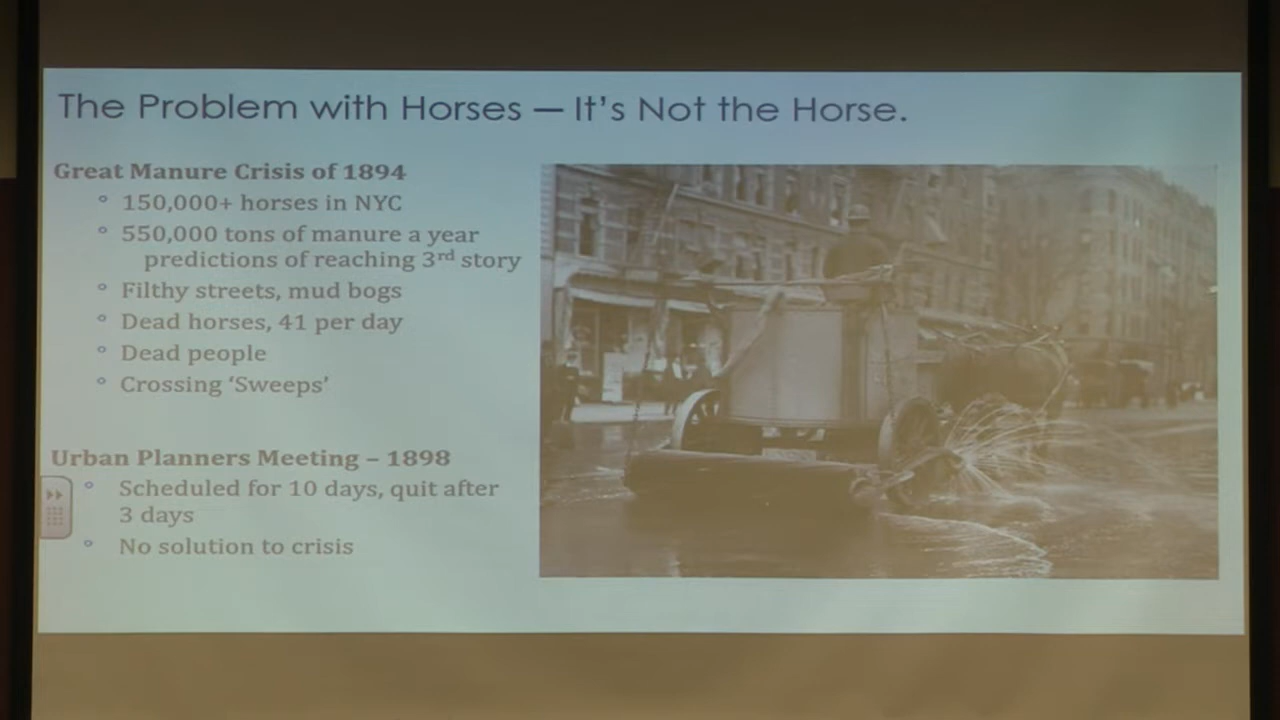 The Problem with Horses — It's Not the Horse.
Great Manure Crisis of 1894
150,000+ horses in NYC
550,000 tons of manure a year
predictions of reaching 3rd story
Filthy streets, mud bogs
Dead horses, 41 per day
Dead people
Crossing ‘Sweeps’
Urban Planners Meeting – 1898
Scheduled for 10 days, quit after
3 days
No solution to crisis